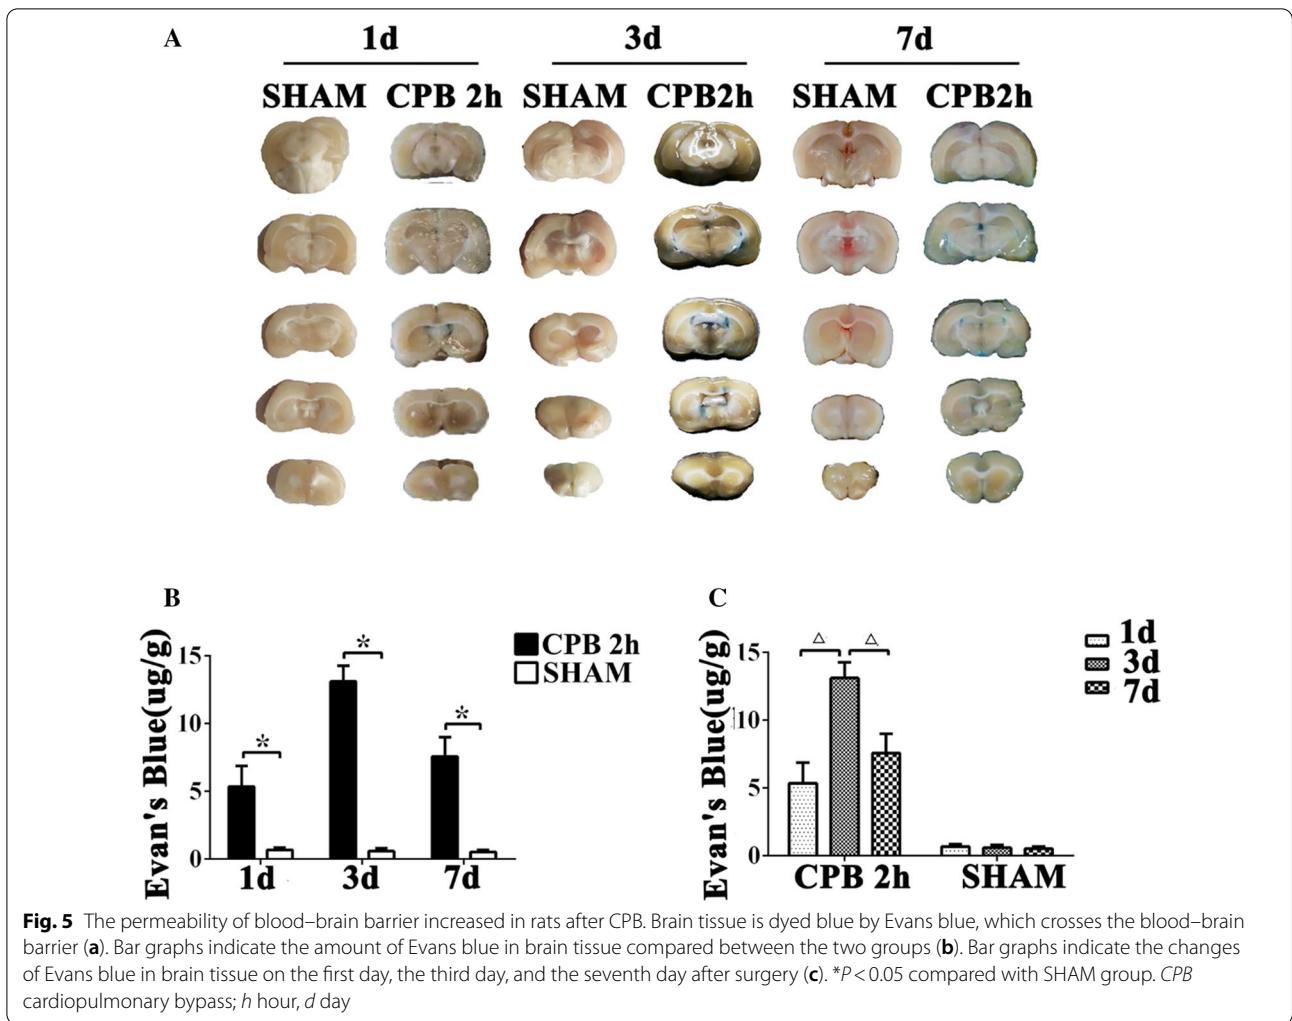 A
1d 3d 7d
SHAM CPB 2h SHAM CPB2h SHAM CPB2h
B
Evan's Blue(ug/g)
15
10
5
0
* * *
1d 3d 7d
CPB 2h
SHAM
C
Evan's Blue(ug/g)
15
10
5
0
△ △
CPB 2h SHAM
1d
3d
7d
Fig. 5 The permeability of blood–brain barrier increased in rats after CPB. Brain tissue is dyed blue by Evans blue, which crosses the blood–brain
barrier (a). Bar graphs indicate the amount of Evans blue in brain tissue compared between the two groups (b). Bar graphs indicate the changes
of Evans blue in brain tissue on the first day, the third day, and the seventh day after surgery (c). *P < 0.05 compared with SHAM group. CPB
cardiopulmonary bypass; h hour, d day